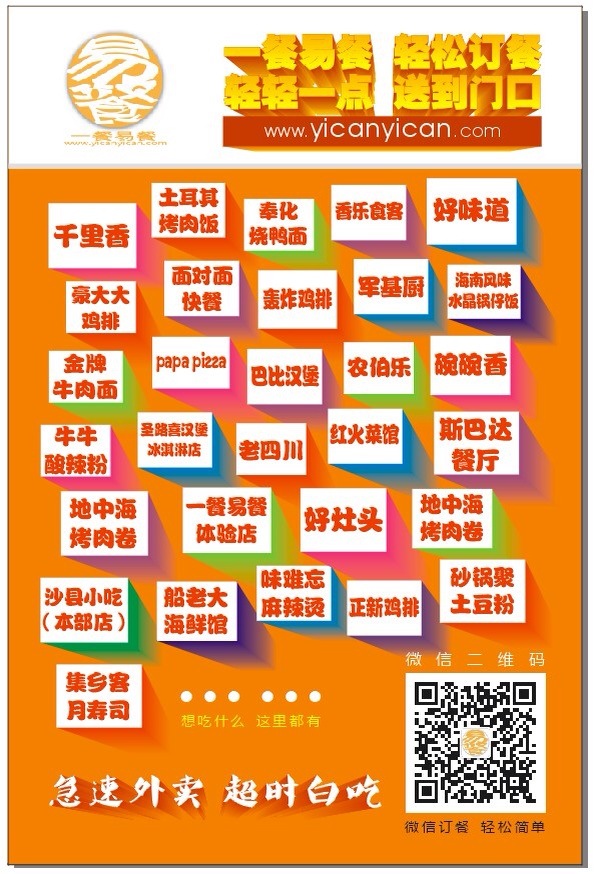 易餐
一餐易餐
www.yicanyican.com
一餐易餐 轻松订餐
轻轻一点 送到门口
www.yicanyican.com
千里香
土耳其
烤肉饭
奉化
烧鸭面
香乐食客
好味道
豪大大
鸡排
面对面
快餐
轰炸鸡排
军基厨
海南风味
水晶锅仔饭
金牌
牛肉面
papa pizza
巴比汉堡
农伯乐
碗碗香
牛牛
酸辣粉
圣路喜汉堡
冰淇淋店
老四川
红火菜馆
斯巴达
餐厅
地中海
烤肉卷
一餐易餐
体验店
好灶头
地中海
烤肉卷
沙县小吃
（本部店）
船老大
海鲜馆
味难忘
麻辣烫
正新鸡排
砂锅聚
土豆粉
集乡客
月寿司
●●● ●●●
想吃什么 这里都有
微信二维码
急速外卖 超时白吃
微信订餐 轻松简单